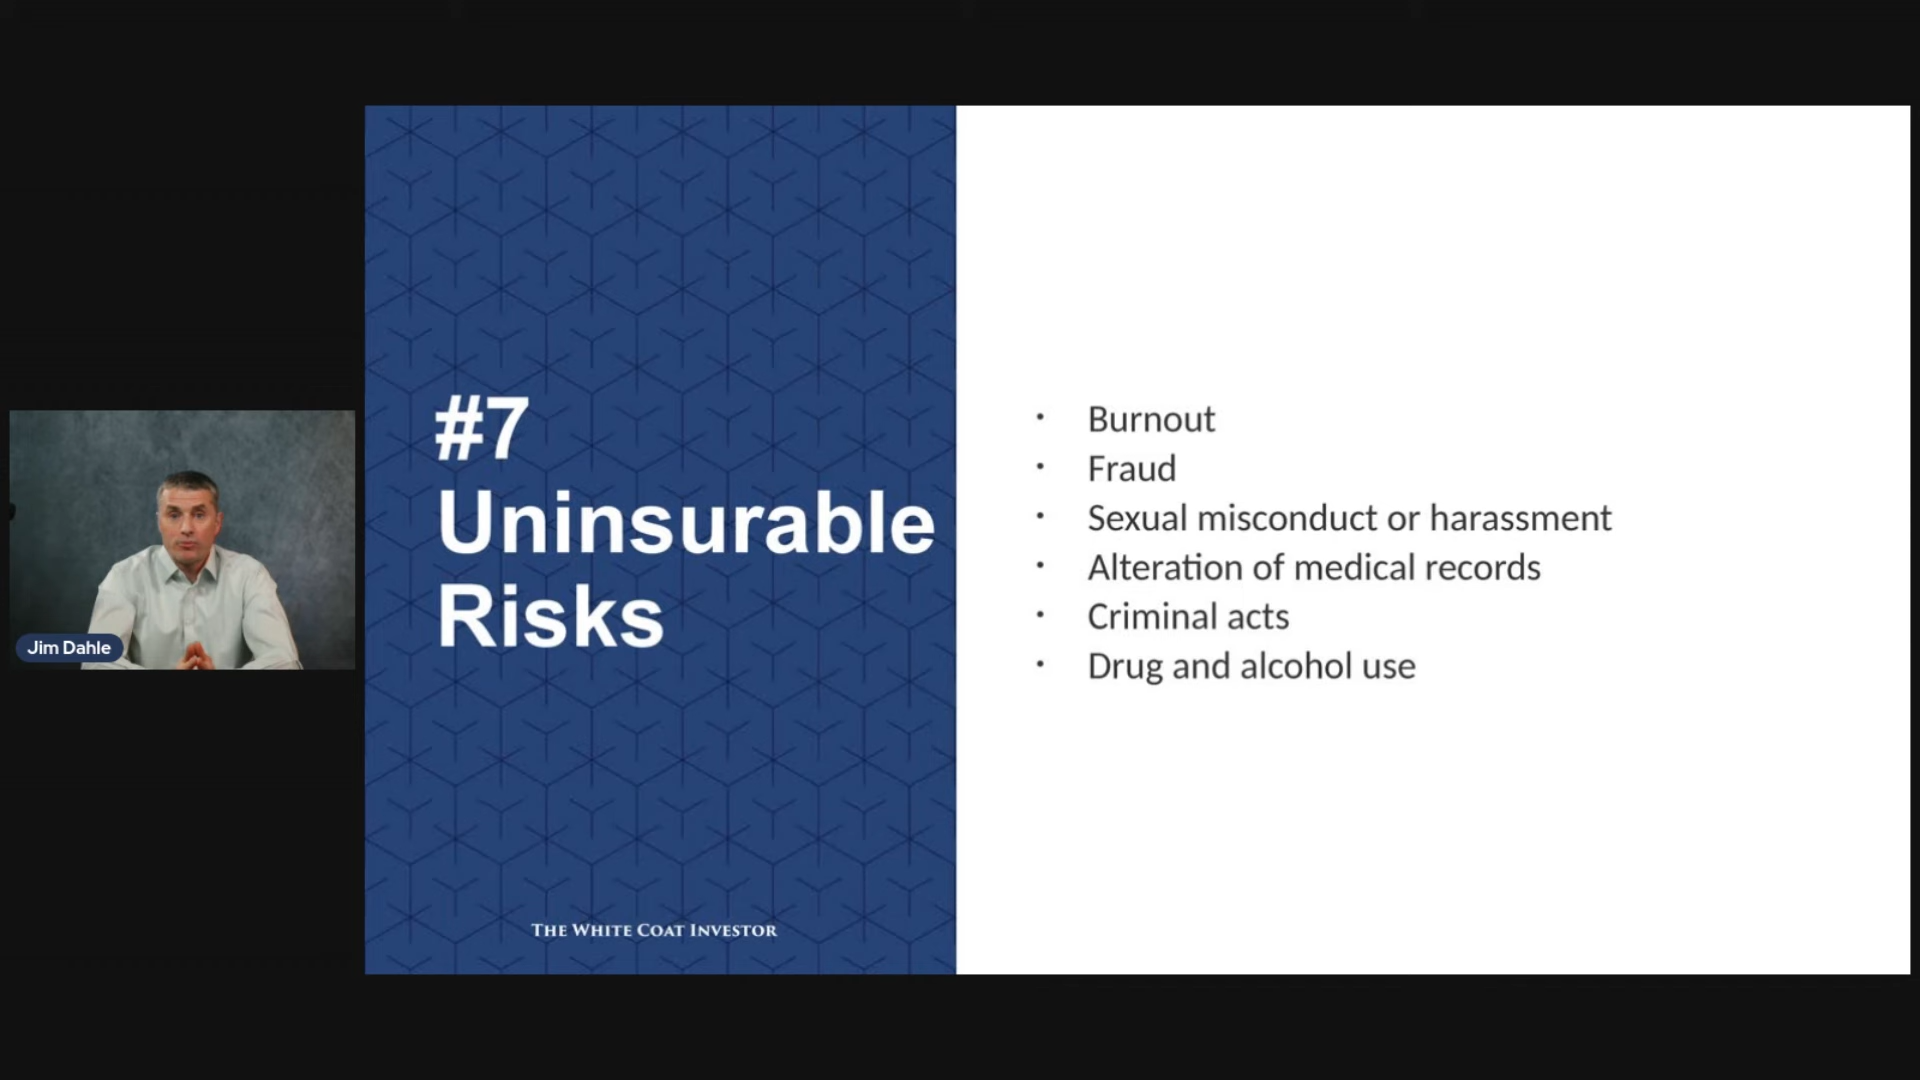 #7
Uninsurable
Risks
THE WHITE COAT INVESTOR
• Burnout
• Fraud
• Sexual misconduct or harassment
• Alteration of medical records
• Criminal acts
• Drug and alcohol use
Jim Dahle